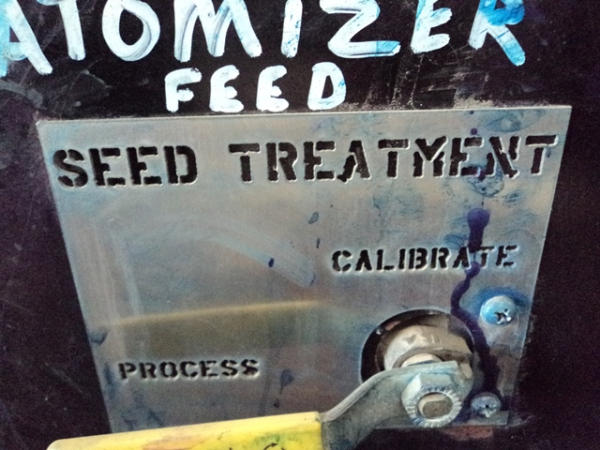 ATOMIZER
FEED
SEED TREATMENT
CALIBRATE
PROCESS